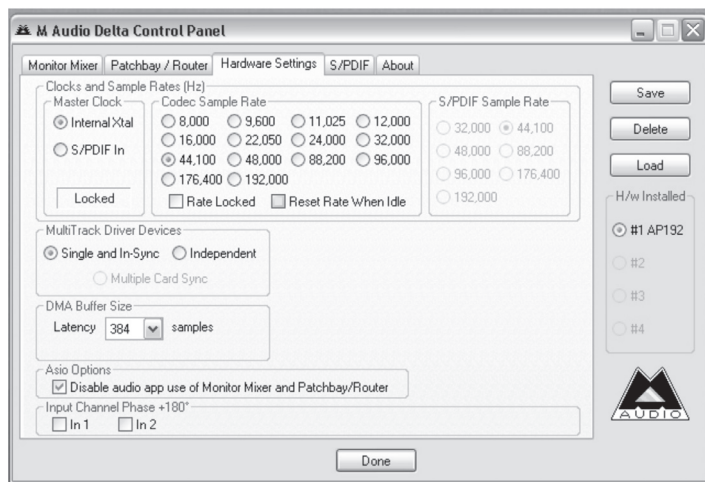 M Audio Delta Control Panel
Monitor Mixer Patchbay / Router Hardware Settings S/PDIF About
Clocks and Sample Rates (Hz)
Master Clock
Internal Xtal
S/PDIF In
Locked
Codec Sample Rate
8,000 9,600 11,025 12,000
16,000 22,050 24,000 32,000
44,100 48,000 88,200 96,000
176,400 192,000
Rate Locked Reset Rate When Idle
S/PDIF Sample Rate
32,000 44,100
48,000 88,200
96,000 176,400
192,000
MultiTrack Driver Devices
Single and In-Sync Independent
Multiple Card Sync
DMA Buffer Size
Latency 384 samples
Asio Options
Disable audio app use of Monitor Mixer and Patchbay/Router
Input Channel Phase +180°
In 1 In 2
Save
Delete
Load
H/w Installed
#1 AP192
#2
#3
#4
M
AUDIO
Done